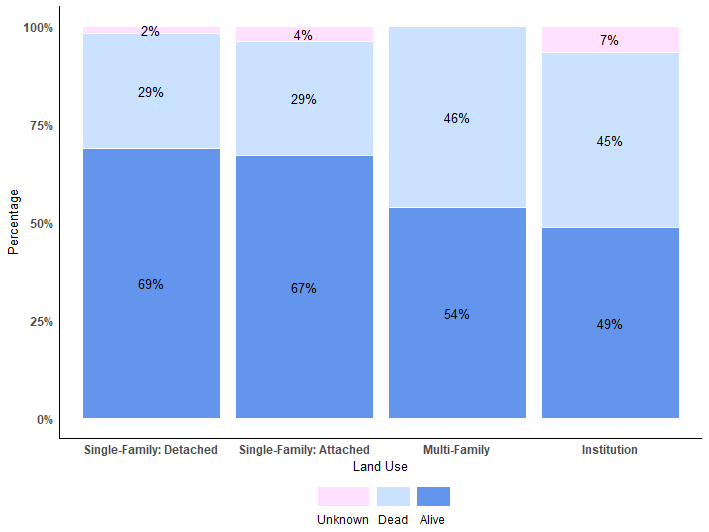 100%
75%
50%
25%
0%
Percentage
2%
29%
69%
4%
29%
67%
46%
54%
7%
45%
49%
Single-Family: Detached
Single-Family: Attached
Multi-Family
Institution
Land Use
Unknown
Dead
Alive